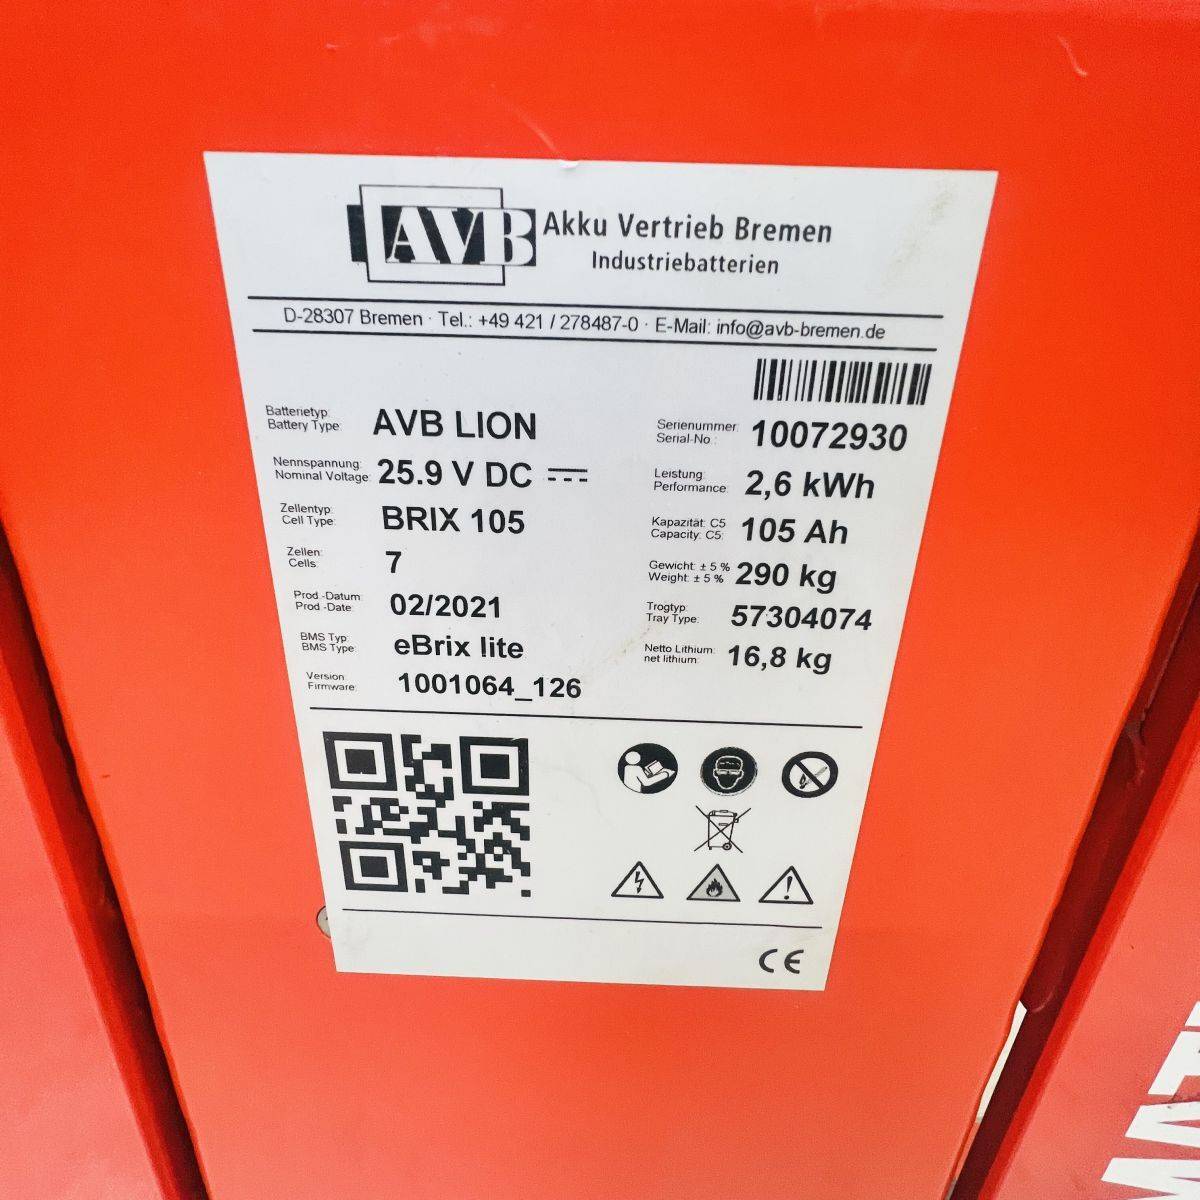 AVB Akku Vertrieb Bremen
Industriebatterien
D-28307 Bremen · Tel.: +49 421 / 278487-0 · E-Mail: info@avb-bremen.de
Batterietyp:
Battery Type: AVB LION
Serienummer:
Serial-No.: 10072930
Nennspannung:
Nominal Voltage: 25.9 V DC
Leistung:
Performance: 2,6 kWh
Zellentyp:
Cell Type: BRIX 105
Kapazität: C5
Capacity: C5: 105 Ah
Zellen:
Cells: 7
Gewicht: ± 5 %
Weight: ± 5 % 290 kg
Prod.-Datum:
Prod.-Date: 02/2021
Trogtyp:
Tray Type: 57304074
BMS Typ:
BMS Type: eBrix lite
Netto Lithium:
net lithium: 16,8 kg
Version
Firmware: 1001064_126
CE